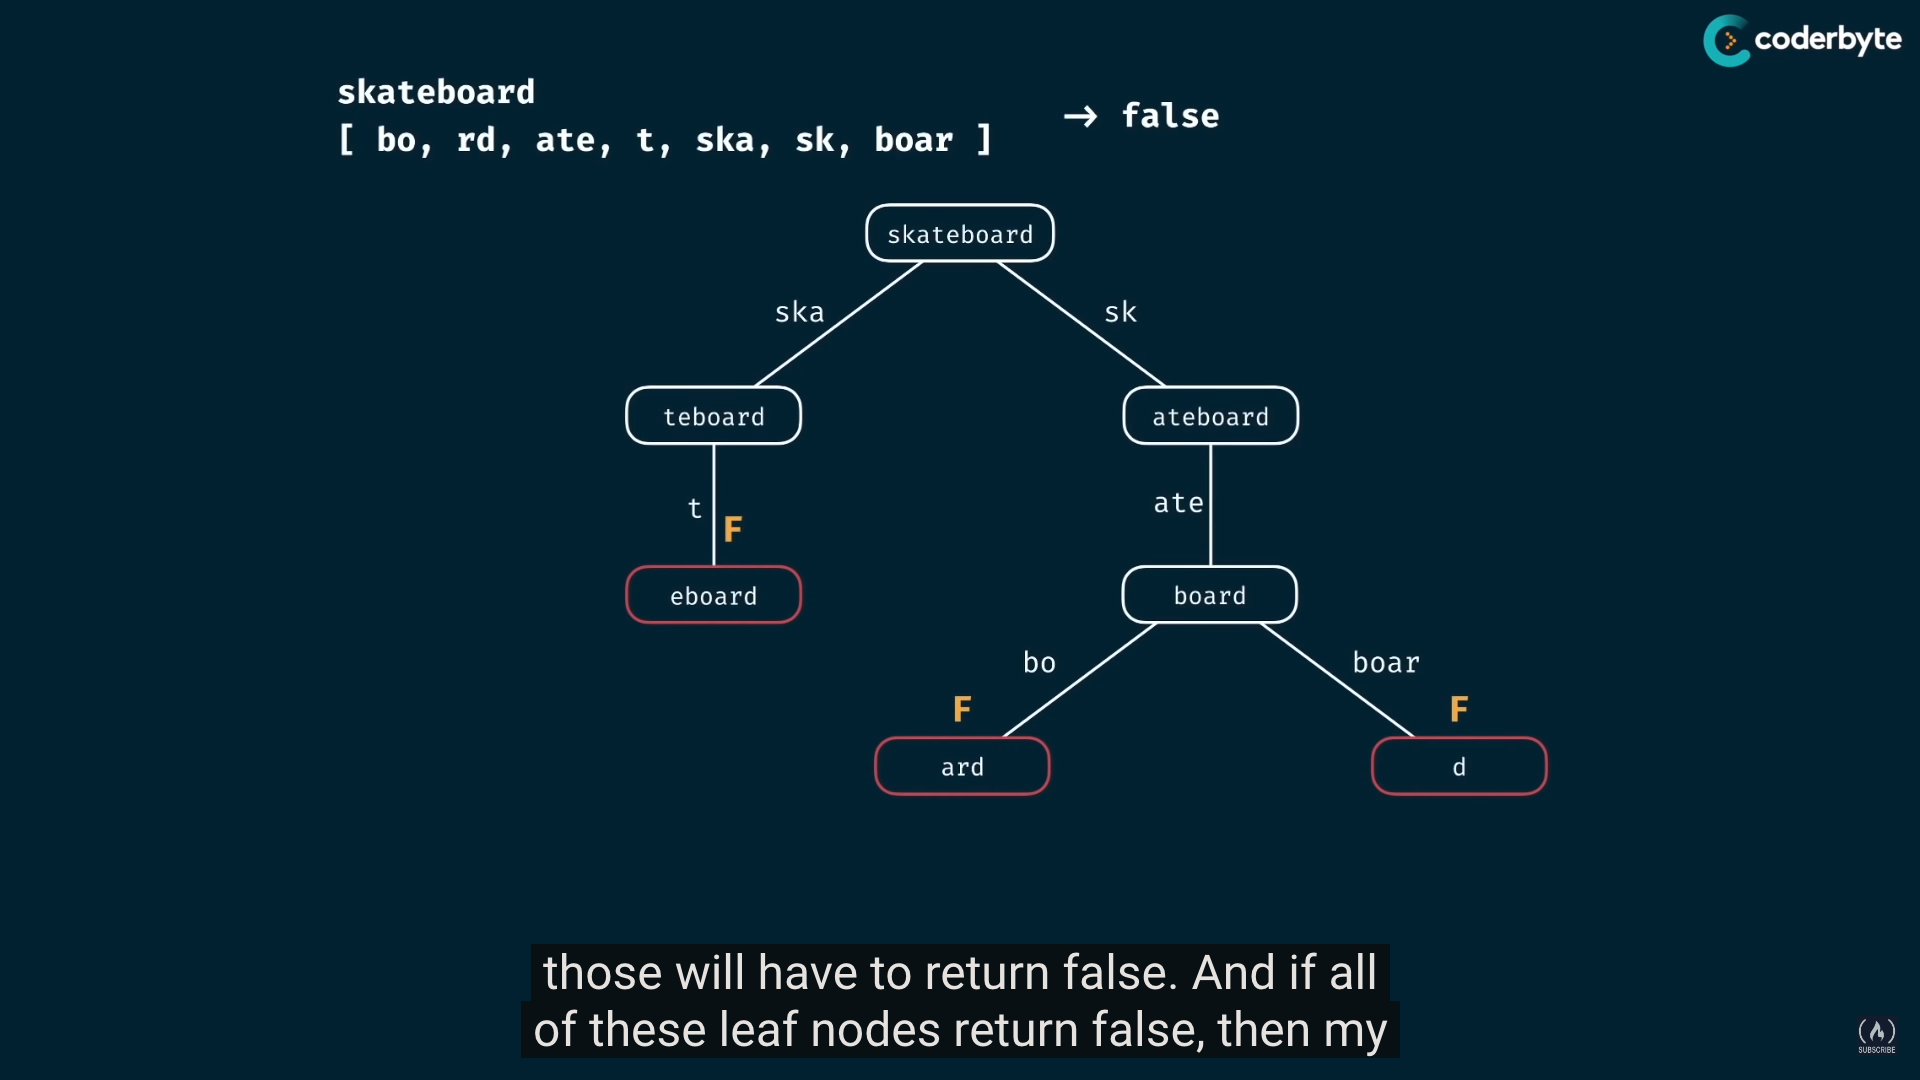 coderbyte
skateboard
[ bo, rd, ate, t, ska, sk, boar ]
→ false
skateboard
ska
sk
teboard
ateboard
t
F
ate
eboard
board
bo
boar
F
F
ard
d
those will have to return false. And if all
of these leaf nodes return false, then my
SUBSCRIBE